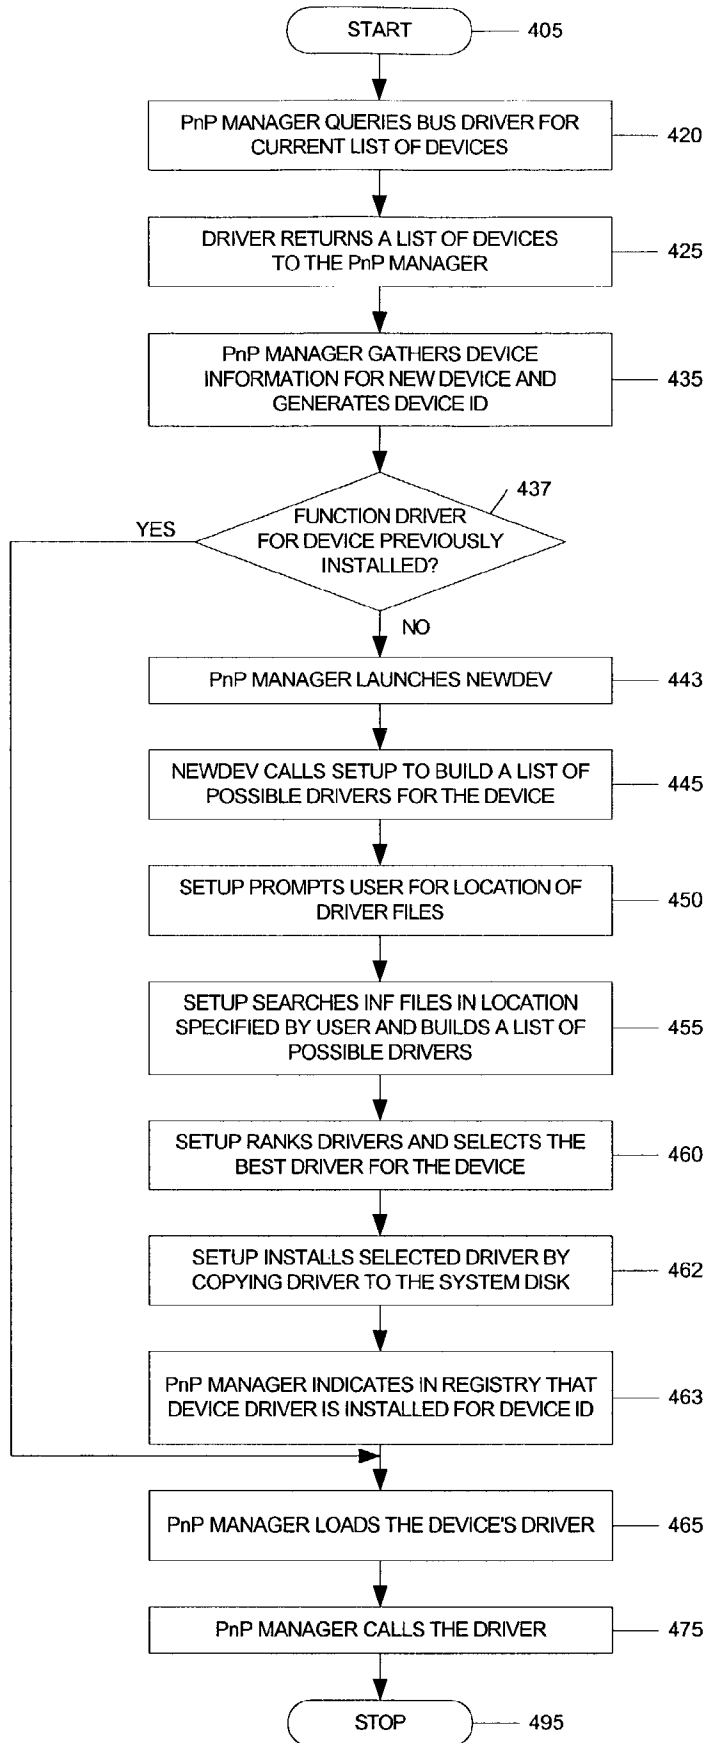 START
405
PnP MANAGER QUERIES BUS DRIVER FOR
CURRENT LIST OF DEVICES
420
DRIVER RETURNS A LIST OF DEVICES
TO THE PnP MANAGER
425
PnP MANAGER GATHERS DEVICE
INFORMATION FOR NEW DEVICE AND
GENERATES DEVICE ID
435
437
FUNCTION DRIVER
FOR DEVICE PREVIOUSLY
INSTALLED?
YES
NO
PnP MANAGER LAUNCHES NEWDEV
443
NEWDEV CALLS SETUP TO BUILD A LIST OF
POSSIBLE DRIVERS FOR THE DEVICE
445
SETUP PROMPTS USER FOR LOCATION OF
DRIVER FILES
450
SETUP SEARCHES INF FILES IN LOCATION
SPECIFIED BY USER AND BUILDS A LIST OF
POSSIBLE DRIVERS
455
SETUP RANKS DRIVERS AND SELECTS THE
BEST DRIVER FOR THE DEVICE
460
SETUP INSTALLS SELECTED DRIVER BY
COPYING DRIVER TO THE SYSTEM DISK
462
PnP MANAGER INDICATES IN REGISTRY THAT
DEVICE DRIVER IS INSTALLED FOR DEVICE ID
463
PnP MANAGER LOADS THE DEVICE'S DRIVER
465
PnP MANAGER CALLS THE DRIVER
475
STOP
495